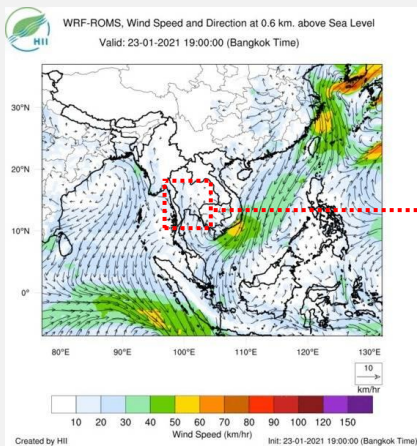 HII
WRF-ROMS, Wind Speed and Direction at 0.6 km. above Sea Level
Valid: 23-01-2021 19:00:00 (Bangkok Time)
30°N
20°N
10°N
0°
80°E 90°E 100°E 110°E 120°E 130°E
10
km/hr
10 20 30 40 50 60 70 80 90 100 120 150
Wind Speed (km/hr)
Created by HII
Init: 23-01-2021 19:00:00 (Bangkok Time)